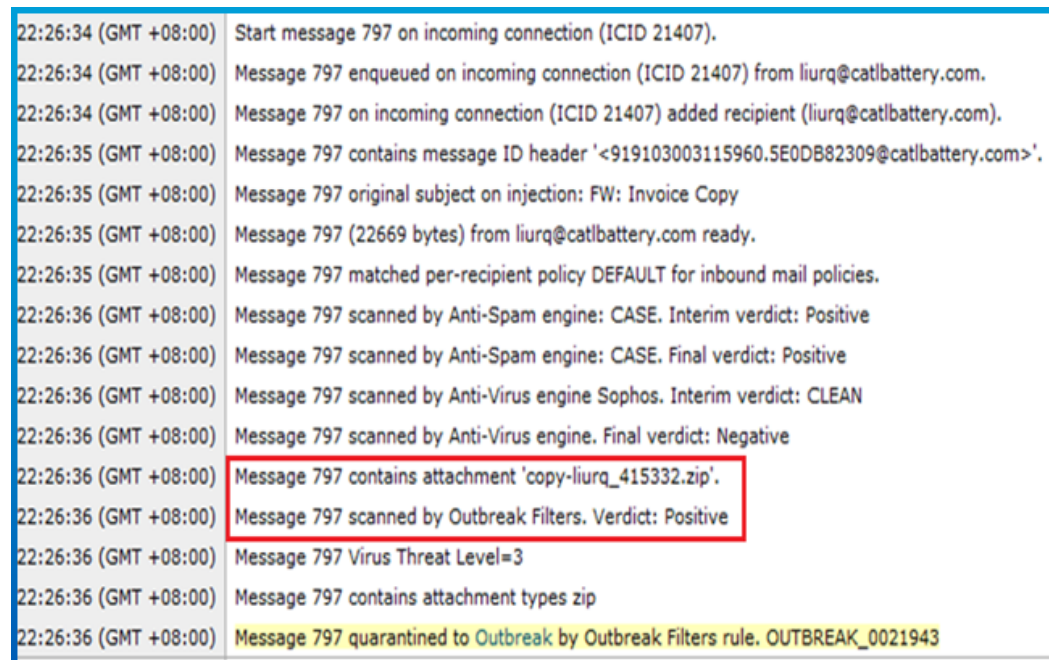 22:26:34 (GMT +08:00) Start message 797 on incoming connection (ICID 21407).
22:26:34 (GMT +08:00) Message 797 enqueued on incoming connection (ICID 21407) from liurq@catlbattery.com.
22:26:34 (GMT +08:00) Message 797 on incoming connection (ICID 21407) added recipient (liurq@catlbattery.com).
22:26:35 (GMT +08:00) Message 797 contains message ID header '<919103003115960.5E0DB82309@catlbattery.com>'.
22:26:35 (GMT +08:00) Message 797 original subject on injection: FW: Invoice Copy
22:26:35 (GMT +08:00) Message 797 (22669 bytes) from liurq@catlbattery.com ready.
22:26:35 (GMT +08:00) Message 797 matched per-recipient policy DEFAULT for inbound mail policies.
22:26:36 (GMT +08:00) Message 797 scanned by Anti-Spam engine: CASE. Interim verdict: Positive
22:26:36 (GMT +08:00) Message 797 scanned by Anti-Spam engine: CASE. Final verdict: Positive
22:26:36 (GMT +08:00) Message 797 scanned by Anti-Virus engine Sophos. Interim verdict: CLEAN
22:26:36 (GMT +08:00) Message 797 scanned by Anti-Virus engine. Final verdict: Negative
22:26:36 (GMT +08:00) Message 797 contains attachment 'copy-liurq_415332.zip'.
22:26:36 (GMT +08:00) Message 797 scanned by Outbreak Filters. Verdict: Positive
22:26:36 (GMT +08:00) Message 797 Virus Threat Level=3
22:26:36 (GMT +08:00) Message 797 contains attachment types zip
22:26:36 (GMT +08:00) Message 797 quarantined to Outbreak by Outbreak Filters rule. OUTBREAK_0021943